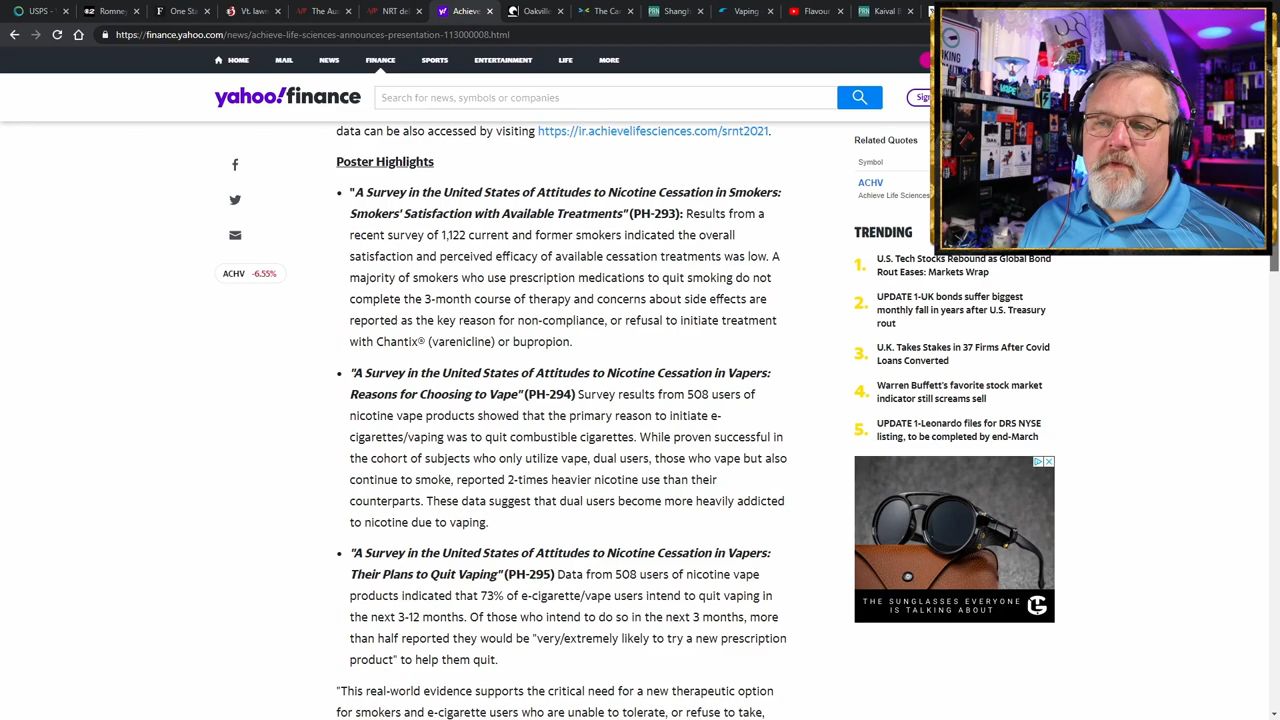 USPS -
Romne
The Au
The Ca
Kaival
https://finance.yahoo.com/news/achieve-life-sciences-announces-presentation-113000008.html
HOME MAIL NEWS FINANCE SPORTS ENTERTAINMENT LIFE MORE
yahoo!finance
Search for news, symbols or companies
Sign
data can be also accessed by visiting https://ir.achievelifesciences.com/srnt2021.
Poster Highlights
• "A Survey in the United States of Attitudes to Nicotine Cessation in Smokers:
Smokers' Satisfaction with Available Treatments" (PH-293): Results from a
recent survey of 1,122 current and former smokers indicated the overall
satisfaction and perceived efficacy of available cessation treatments was low. A
majority of smokers who use prescription medications to quit smoking do not
complete the 3-month course of therapy and concerns about side effects are
reported as the key reason for non-compliance, or refusal to initiate treatment
with Chantix® (varenicline) or bupropion.
• "A Survey in the United States of Attitudes to Nicotine Cessation in Vapers:
Reasons for Choosing to Vape" (PH-294) Survey results from 508 users of
nicotine vape products showed that the primary reason to initiate e-
cigarettes/vaping was to quit combustible cigarettes. While proven successful in
the cohort of subjects who only utilize vape, dual users, those who vape but also
continue to smoke, reported 2-times heavier nicotine use than their
counterparts. These data suggest that dual users become more heavily addicted
to nicotine due to vaping.
• "A Survey in the United States of Attitudes to Nicotine Cessation in Vapers:
Their Plans to Quit Vaping" (PH-295) Data from 508 users of nicotine vape
products indicated that 73% of e-cigarette/vape users intend to quit vaping in
the next 3-12 months. Of those who intend to do so in the next 3 months, more
than half reported they would be "very/extremely likely to try a new prescription
product" to help them quit.
"This real-world evidence supports the critical need for a new therapeutic option
for smokers and e-cigarette users who are unable to tolerate, or refuse to take,
ACHV -6.55%
Related Quotes
Symbol
ACHV
Achieve Life Sciences
TRENDING
1. U.S. Tech Stocks Rebound as Global Bond
Rout Eases: Markets Wrap
2. UPDATE 1-UK bonds suffer biggest
monthly fall in years after U.S. Treasury
rout
3. U.K. Takes Stakes in 37 Firms After Covid
Loans Converted
4. Warren Buffett's favorite stock market
indicator still screams sell
5. UPDATE 1-Leonardo files for DRS NYSE
listing, to be completed by end-March
THE SUNGLASSES EVERYONE
IS TALKING ABOUT
VAPE